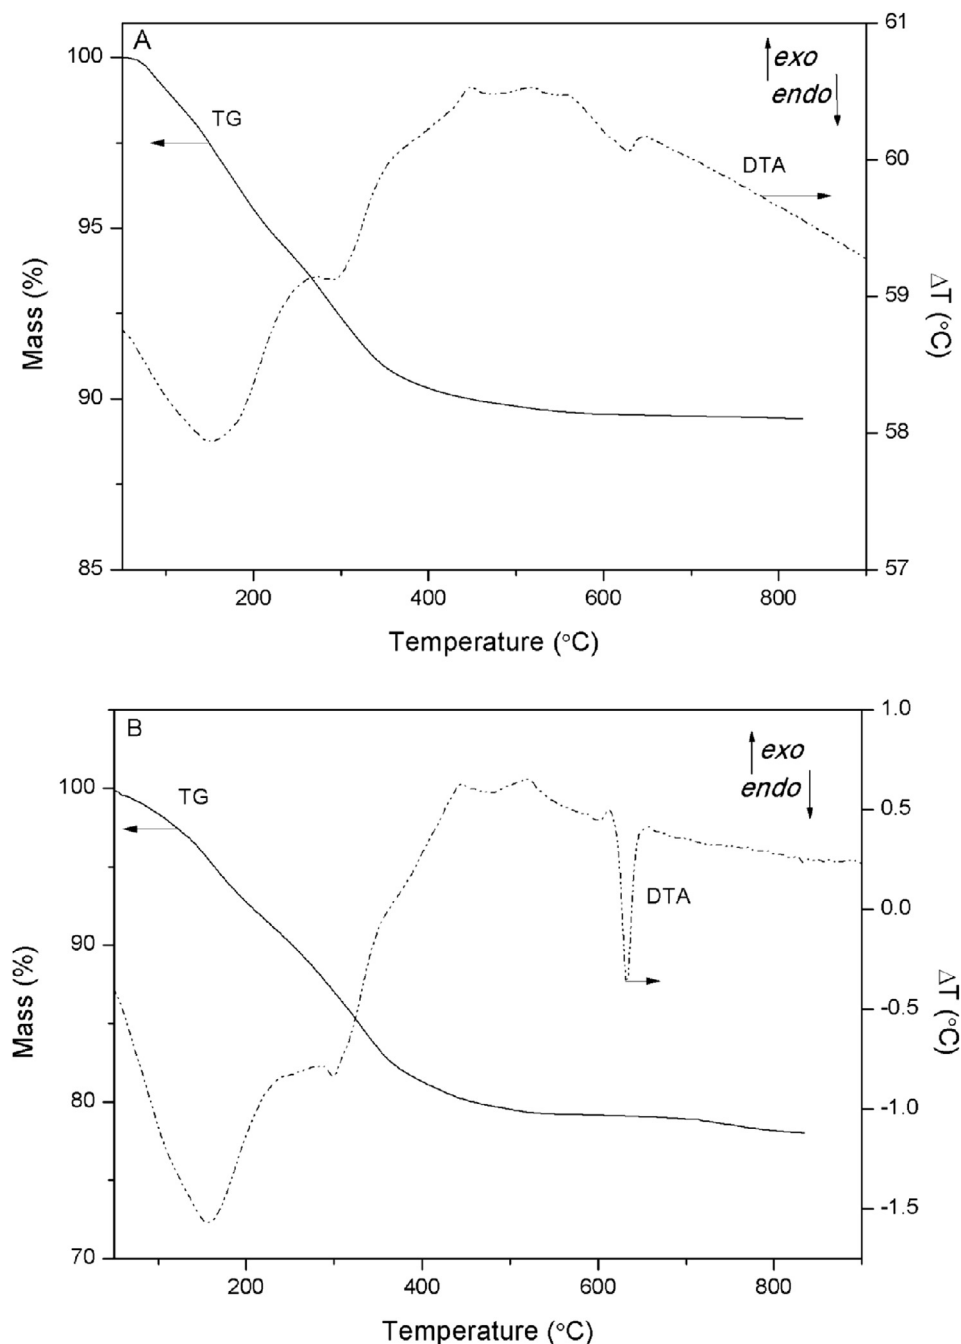 A
exo
endo
TG
DTA
100
95
90
85
Mass (%)
61
60
59
58
57
ΔT (°C)
200
400
600
800
Temperature (°C)
B
exo
endo
TG
DTA
100
90
80
70
Mass (%)
1.0
0.5
0.0
-0.5
-1.0
-1.5
ΔT (°C)
200
400
600
800
Temperature (°C)